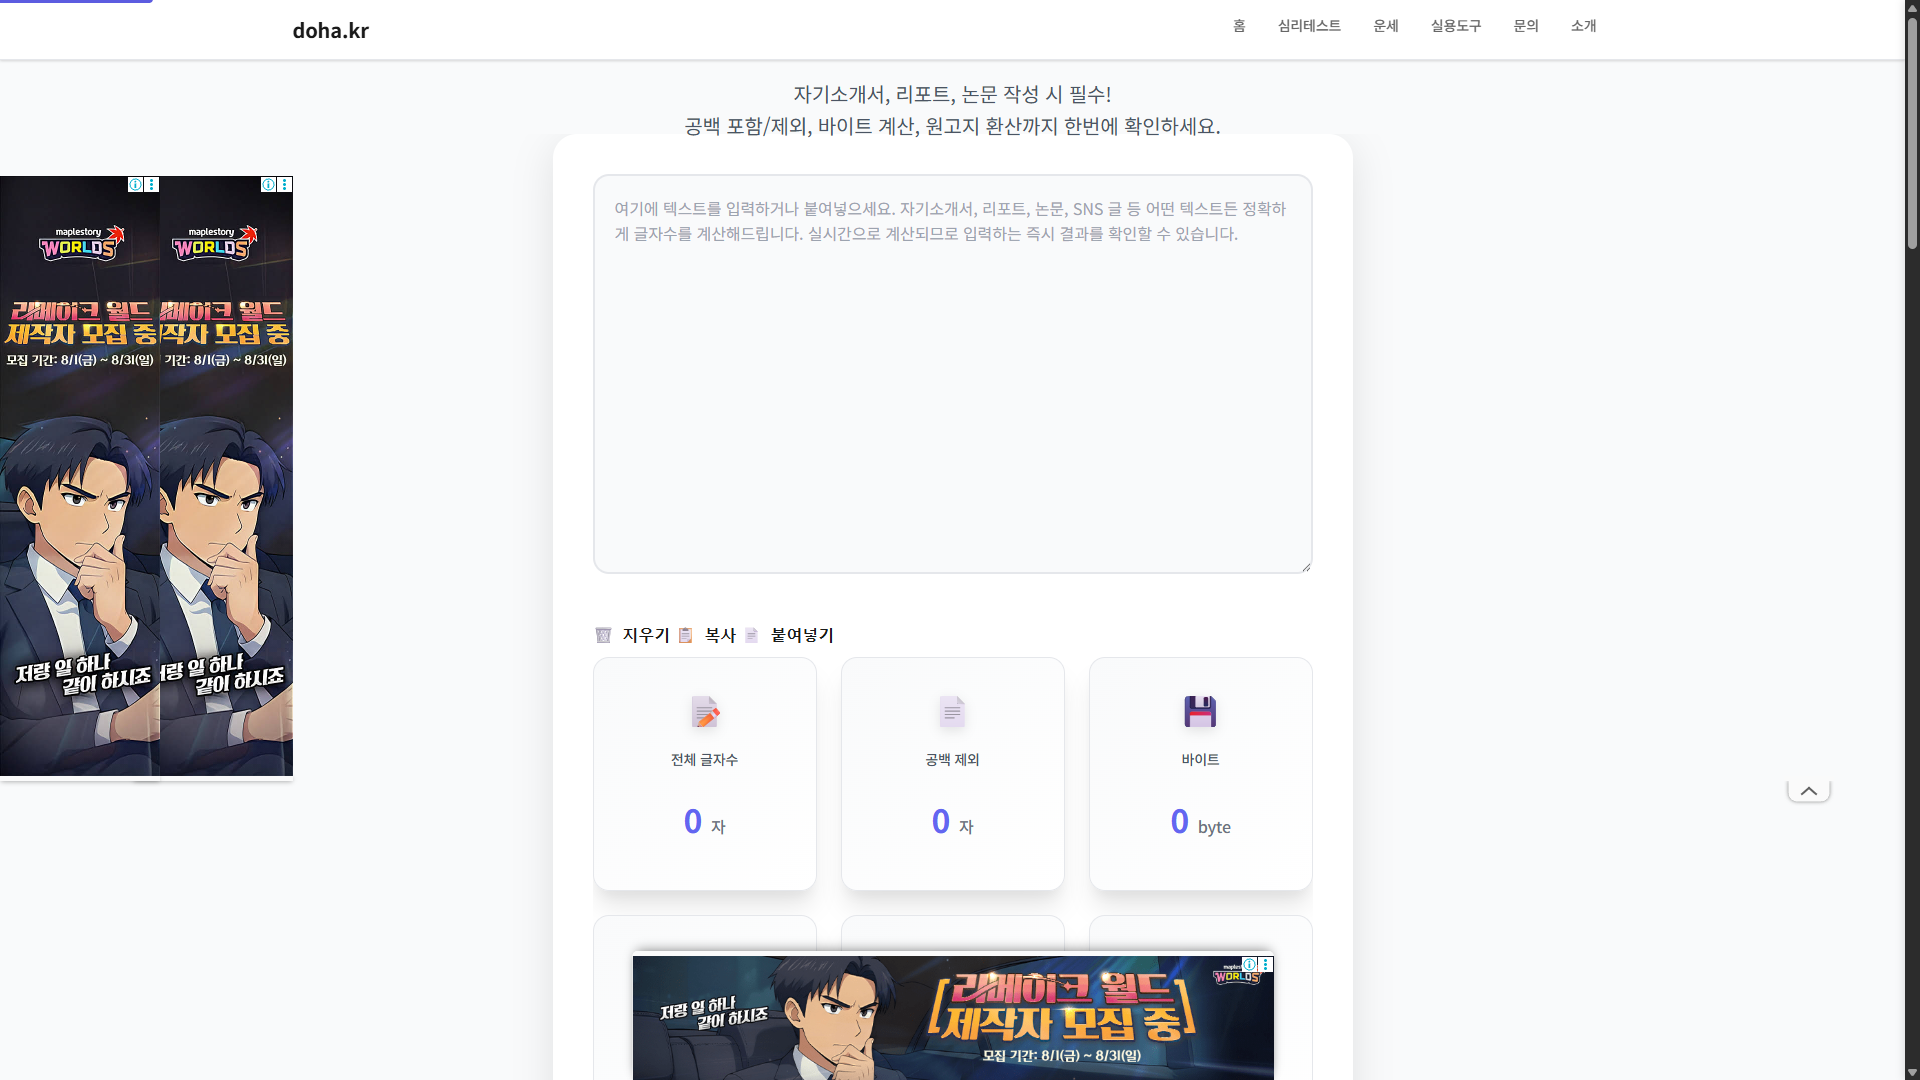 doha.kr
홈
심리테스트
운세
실용도구
문의
소개
자기소개서, 리포트, 논문 작성 시 필수!
공백 포함/제외, 바이트 계산, 원고지 환산까지 한번에 확인하세요.
여기에 텍스트를 입력하거나 붙여넣으세요. 자기소개서, 리포트, 논문, SNS 글 등 어떤 텍스트든 정확하
게 글자수를 계산해드립니다. 실시간으로 계산되므로 입력하는 즉시 결과를 확인할 수 있습니다.
maplestory
WORLDS
리메이크 월드
제작자 모집 중
모집 기간: 8/1(금) ~ 8/31(일)
저랑 일 하나
같이 하시죠
maplestory
WORLDS
리메이크 월드
제작자 모집 중
기간: 8/1(금) ~ 8/31(일)
저랑 일 하나
같이 하시죠
지우기
복사
붙여넣기
전체 글자수
0 자
공백 제외
0 자
바이트
0 byte
저랑 일 하나
같이 하시죠
[리메이크 월드
제작자 모집 중]
모집 기간: 8/1(금) ~ 8/31(일)
WORLDS